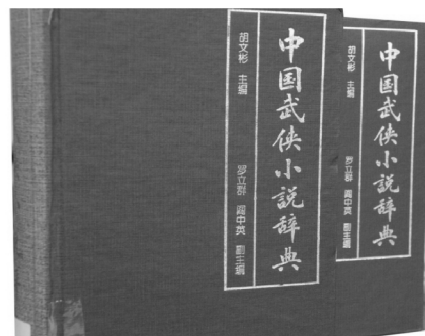 中国武侠小説辞典
胡文彬 主编
罗立群 阎中英 副主编
中国武侠小説辞典
胡文彬 主编
罗立群 阎中英 副主编